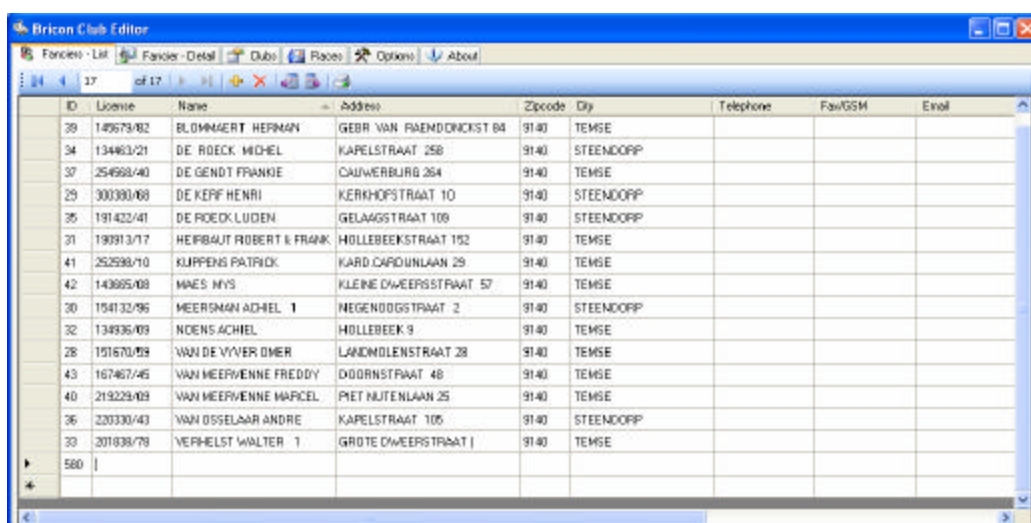 Bricon Club Editor
Fanciers - List Fancier - Detail Clubs Races Options About
17 of 17
ID License Name Address Zipcode City Telephone Fax/GSM Email
39 145679/82 BLOMMAERT HERMAN GEBR VAN RAEMDONCKST 84 9140 TEMSE
34 134463/21 DE ROECK MICHEL KAPELSTRAAT 258 9140 STEENDORP
37 254568/40 DE GENDT FRANKIE CAUWERBURG 264 9140 TEMSE
29 300380/68 DE KERF HENRI KERKHOFSTRAAT 10 9140 STEENDORP
35 191422/41 DE ROECK LUCIEN GELAAGSTRAAT 109 9140 STEENDORP
31 190913/17 HEIRBAUT ROBERT & FRANK HOLLEBEEKSTRAAT 152 9140 TEMSE
41 252598/10 KUPPENS PATRICK KARD.CARDIJNLAAN 29 9140 TEMSE
42 143665/08 MAES WYS KLEINE DWEERSSTRAAT 57 9140 TEMSE
30 154132/96 MEERSMAN ACHIEL 1 NEGENOOGSTRAAT 2 9140 STEENDORP
32 134936/09 NOENS ACHIEL HOLLEBEEK 9 9140 TEMSE
28 151670/59 VAN DE VYVER OMER LANDMOLENSTRAAT 28 9140 TEMSE
43 167467/45 VAN MEERVENNE FREDDY DOORNSTRAAT 48 9140 TEMSE
40 219229/09 VAN MEERVENNE MARCEL PIET NUTENLAAN 25 9140 TEMSE
36 220330/43 VAN OSSELAAR ANDRE KAPELSTRAAT 105 9140 STEENDORP
33 201838/78 VERHELST WALTER 1 GROTE DWEERSTRAAT 9140 TEMSE
580